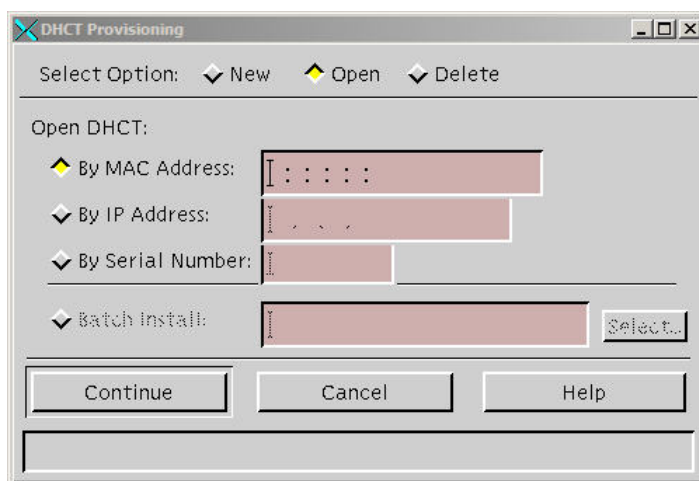 DHCT Provisioning
Select Option: New Open Delete
Open DHCT:
By MAC Address: : : : : :
By IP Address: . . .
By Serial Number:
Batch Install: Select...
Continue Cancel Help